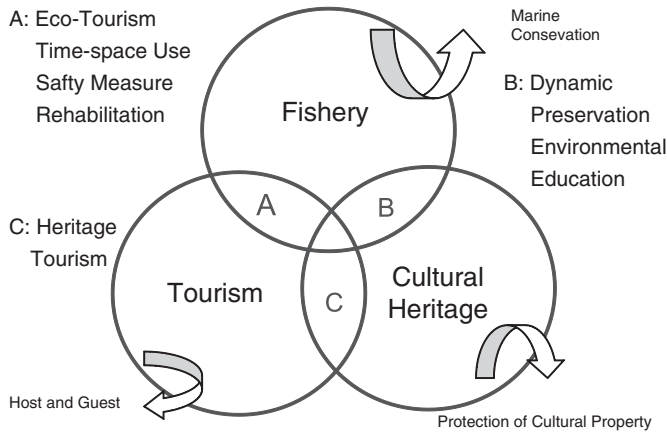 A: Eco-Tourism
Time-space Use
Safty Measure
Rehabilitation
Marine
Consevation
Fishery
B: Dynamic
Preservation
Environmental
Education
A
B
C: Heritage
Tourism
Tourism
C
Cultural
Heritage
Host and Guest
Protection of Cultural Property